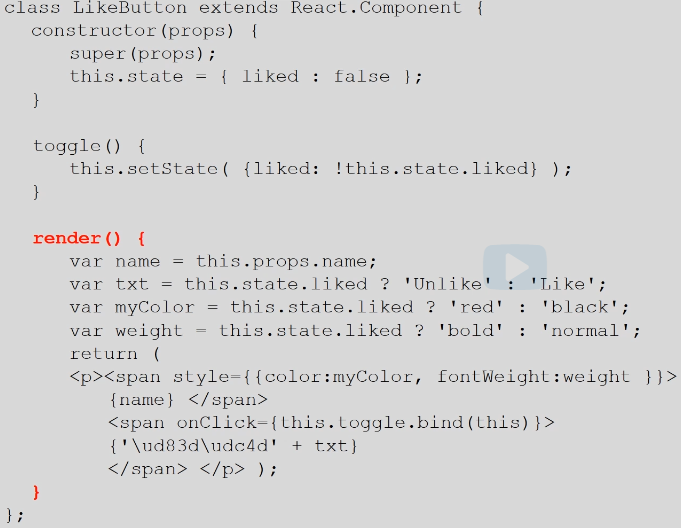 class LikeButton extends React.Component {
constructor(props) {
super(props);
this.state = { liked : false };
}
toggle() {
this.setState( {liked: !this.state.liked} );
}
render() {
var name = this.props.name;
var txt = this.state.liked ? 'Unlike' : 'Like';
var myColor = this.state.liked ? 'red' : 'black';
var weight = this.state.liked ? 'bold' : 'normal';
return (
<p><span style={{color:myColor, fontWeight:weight }}>
{name} </span>
<span onClick={this.toggle.bind(this)}>
{'\ud83d\udc4d' + txt}
</span> </p> );
}
};